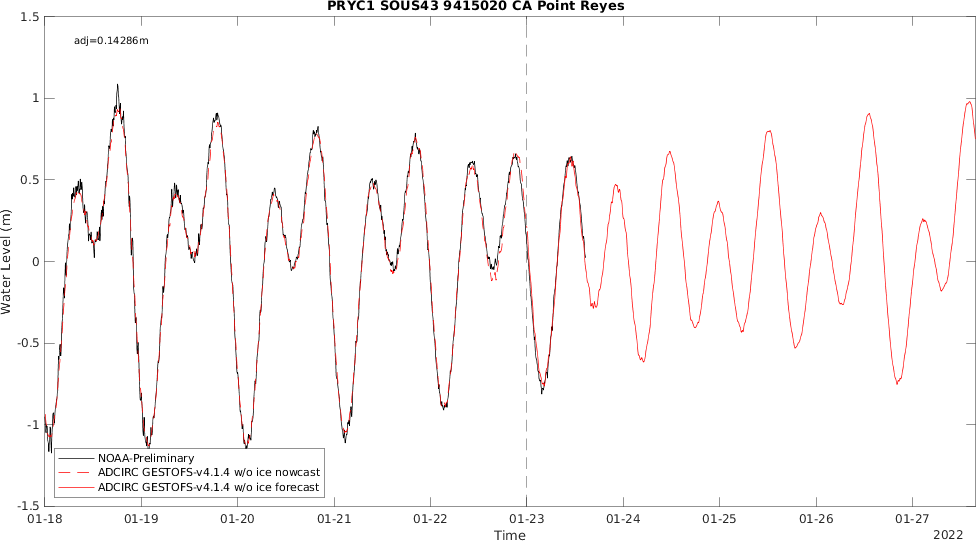 PRYC1 SOUS43 9415020 CA Point Reyes
adj=0.14286m
Water Level (m)
1.5
1
0.5
0
-0.5
-1
-1.5
NOAA-Preliminary
ADCIRC GESTOFS-v4.1.4 w/o ice nowcast
ADCIRC GESTOFS-v4.1.4 w/o ice forecast
01-18 01-19 01-20 01-21 01-22 01-23 01-24 01-25 01-26 01-27
Time
2022